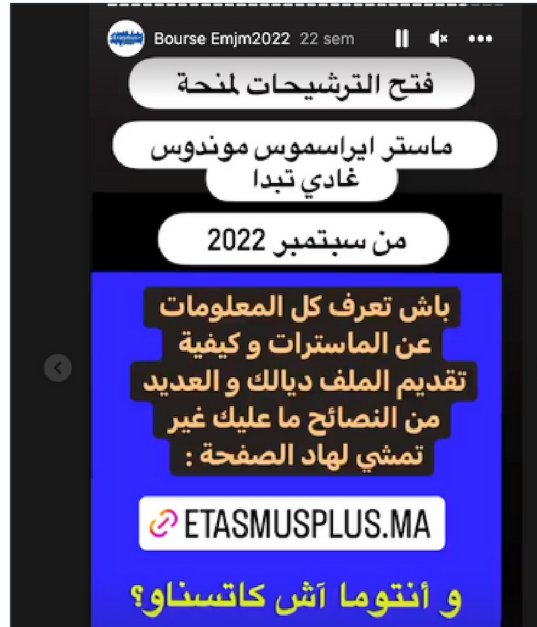 Bourse Emjm2022 22 sem
فتح الترشيحات لمنحة
ماستر ايراسموس موندوس
غادي تبدا
من سبتمبر 2022
باش تعرف كل المعلومات
عن الماسترات و كيفية
تقديم الملف ديالك و العديد
من النصائح ما عليك غير
تمشي لهاد الصفحة :
ETASMUSPLUS.MA
و أنتوما آش كاتسناو؟